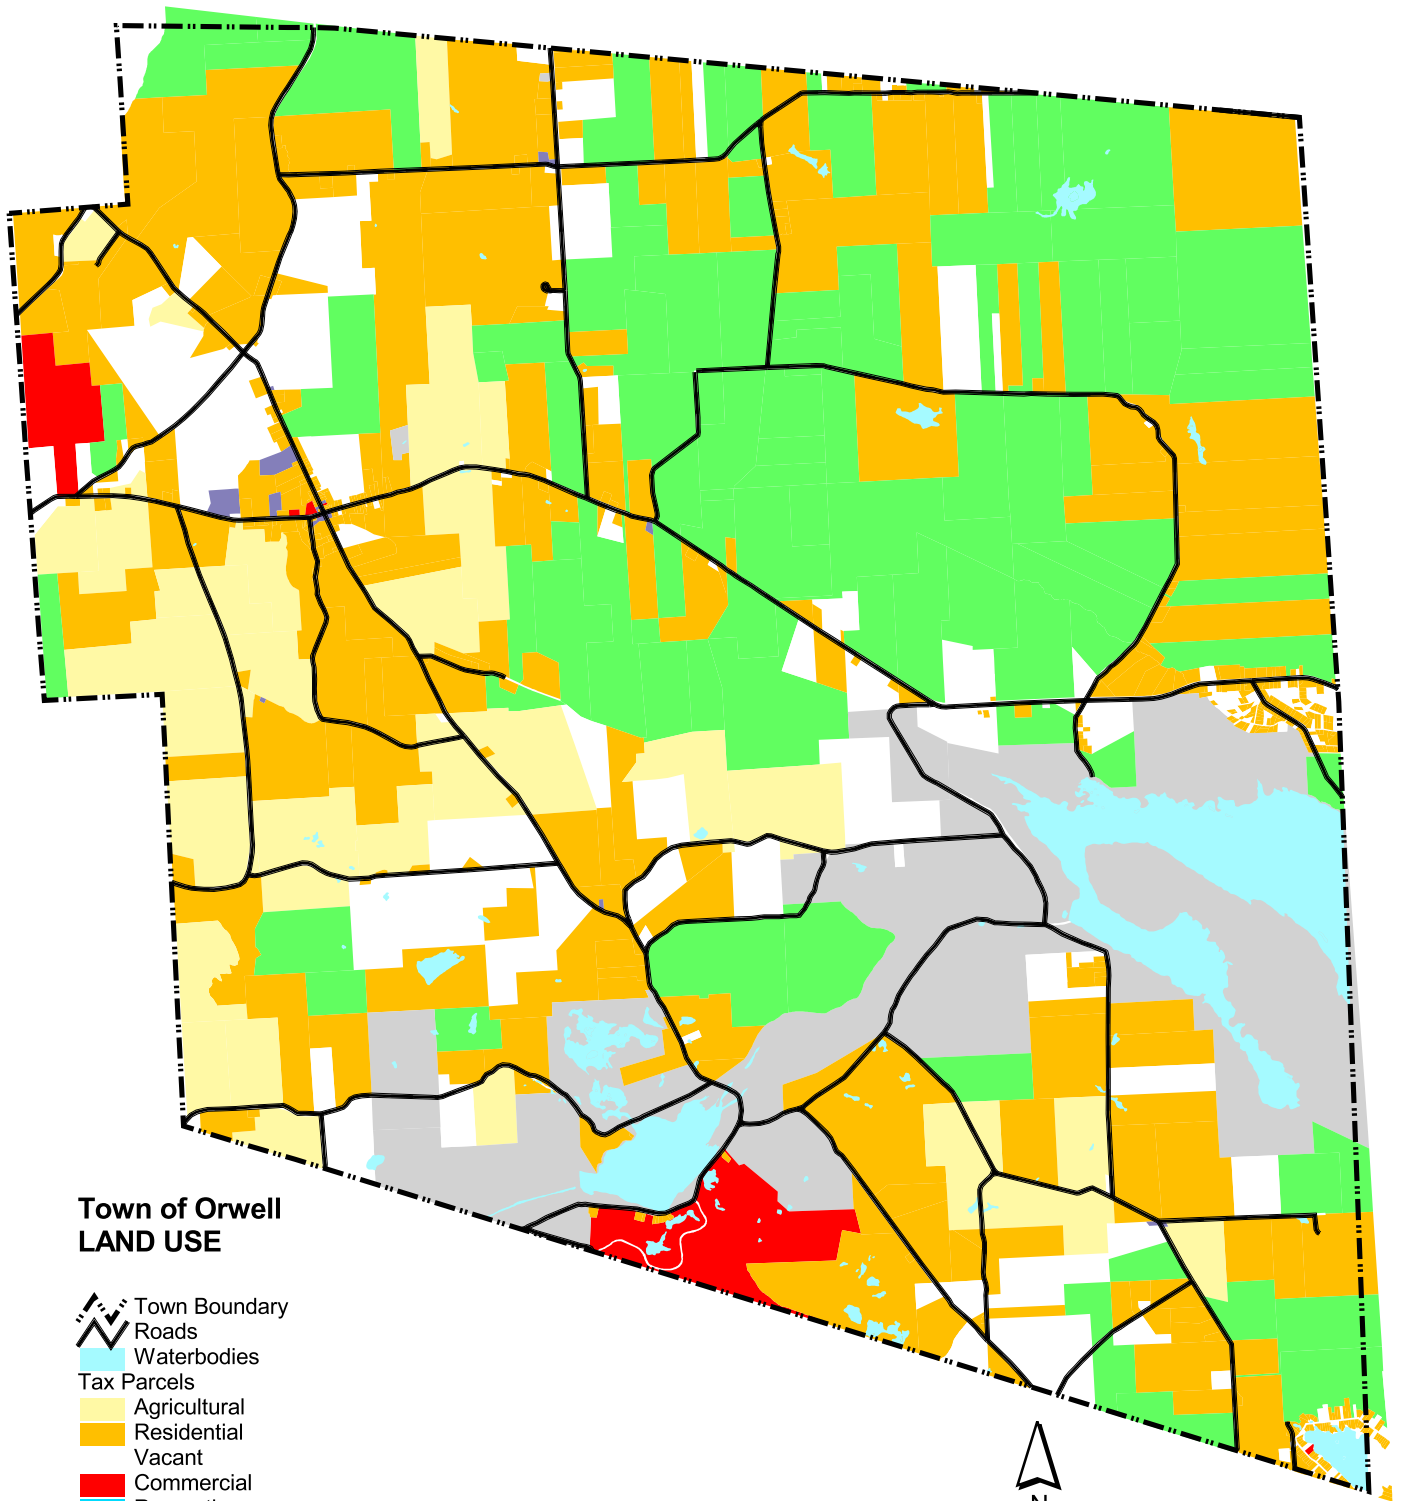 Town of Orwell
LAND USE
Town Boundary
Roads
Waterbodies
Tax Parcels
Agricultural
Residential
Vacant
Commercial
N